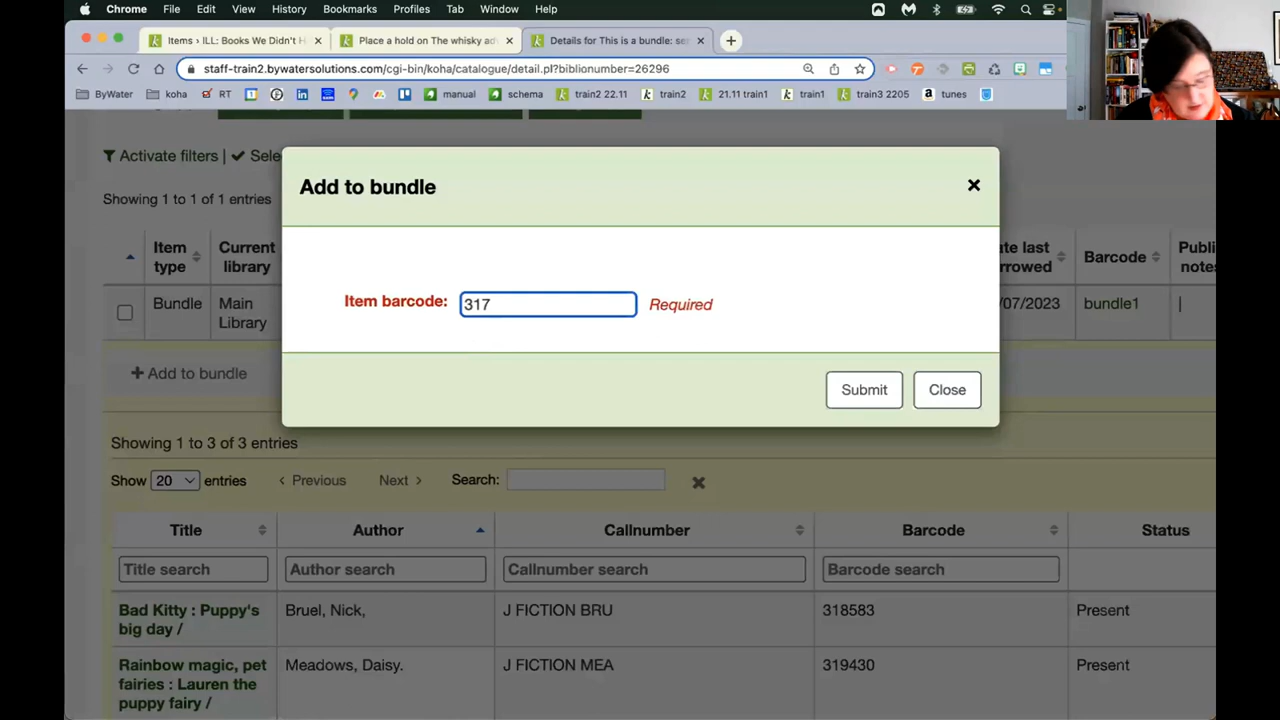 Chrome File Edit View History Bookmarks Profiles Tab Window Help
Items › ILL: Books We Didn't H
Place a hold on The whisky adv
Details for This is a bundle: ser
staff-train2.bywatersolutions.com/cgi-bin/koha/catalogue/detail.pl?biblionumber=26296
ByWater koha RT manual schema train2 22.11 train2 21.11 train1 train1 train3 2205 tunes
Activate filters | Sele
Add to bundle
Showing 1 to 1 of 1 entries
Item type
Current library
te last rrowed
Barcode
Publi notes
Item barcode: 317 Required
Bundle
Main Library
/07/2023
bundle1
|
+ Add to bundle
Submit Close
Showing 1 to 3 of 3 entries
Show 20 entries Previous Next Search:
Title Author Callnumber Barcode Status
Title search Author search Callnumber search Barcode search
Bad Kitty : Puppy's big day / Bruel, Nick, J FICTION BRU 318583 Present
Rainbow magic, pet fairies : Lauren the puppy fairy / Meadows, Daisy. J FICTION MEA 319430 Present